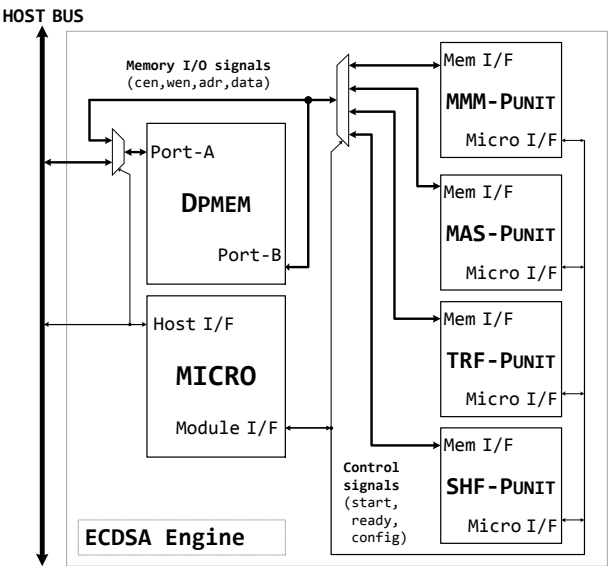 HOST BUS
Memory I/O signals
(cen,wen,adr,data)
Mem I/F
MMM-PUNIT
Micro I/F
Port-A
DPMEM
Port-B
Mem I/F
MAS-PUNIT
Micro I/F
Host I/F
MICRO
Module I/F
Mem I/F
TRF-PUNIT
Micro I/F
Control
signals
(start,
ready,
config)
Mem I/F
SHF-PUNIT
Micro I/F
ECDSA Engine